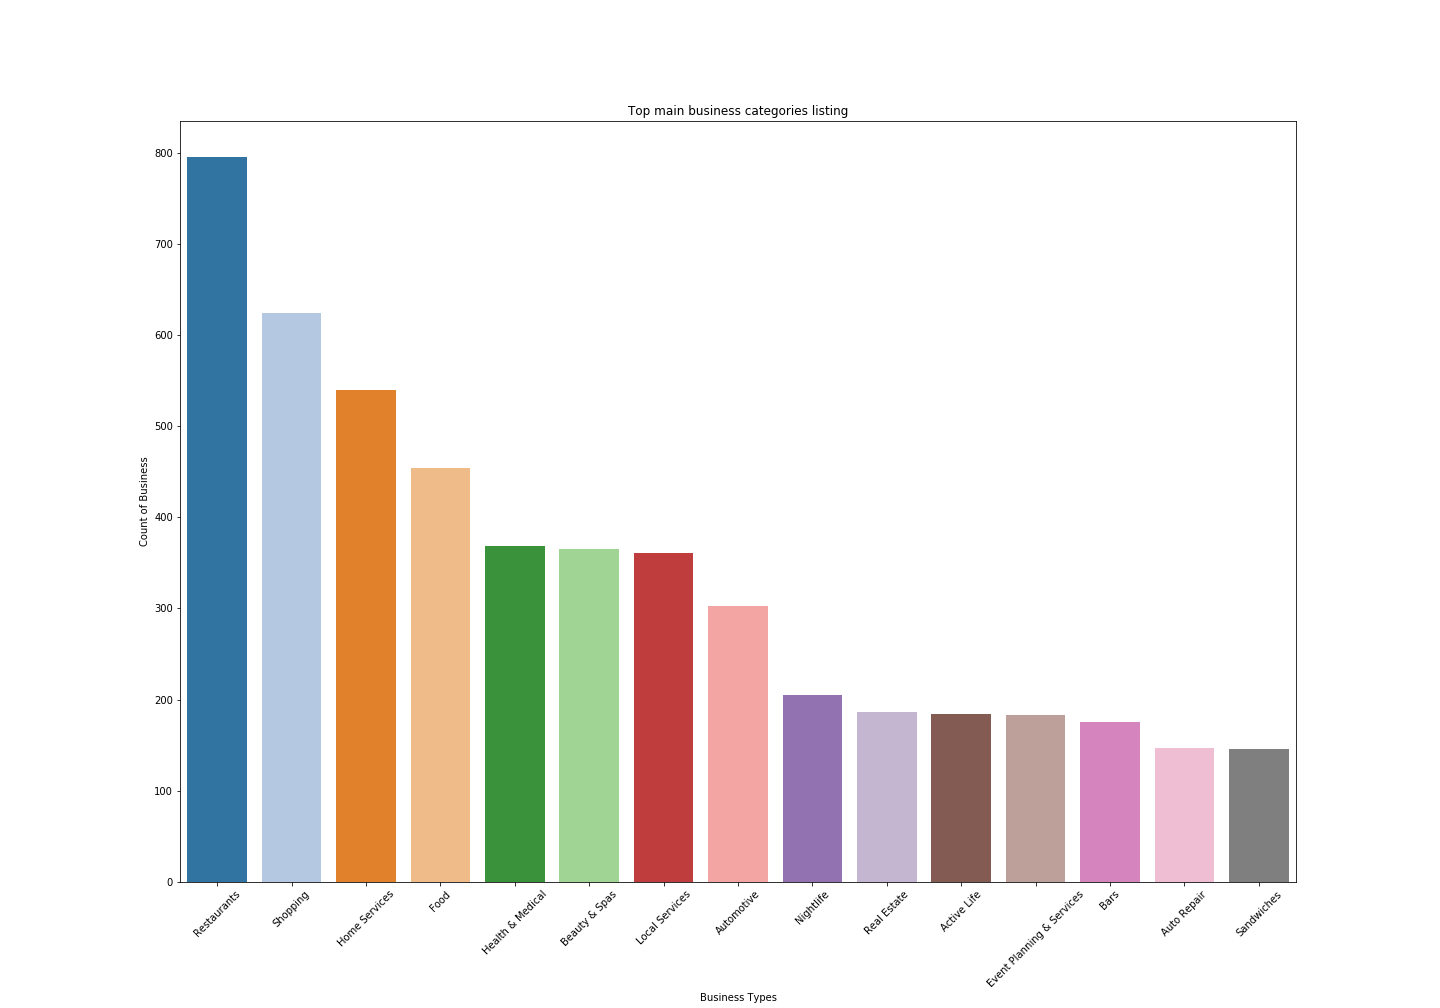 Top main business categories listing
800
700
600
500
400
300
200
100
0
Count of Business
Restaurants
Shopping
Home Services
Food
Health & Medical
Beauty & Spas
Local Services
Automotive
Nightlife
Real Estate
Active Life
Event Planning & Services
Bars
Auto Repair
Sandwiches
Business Types